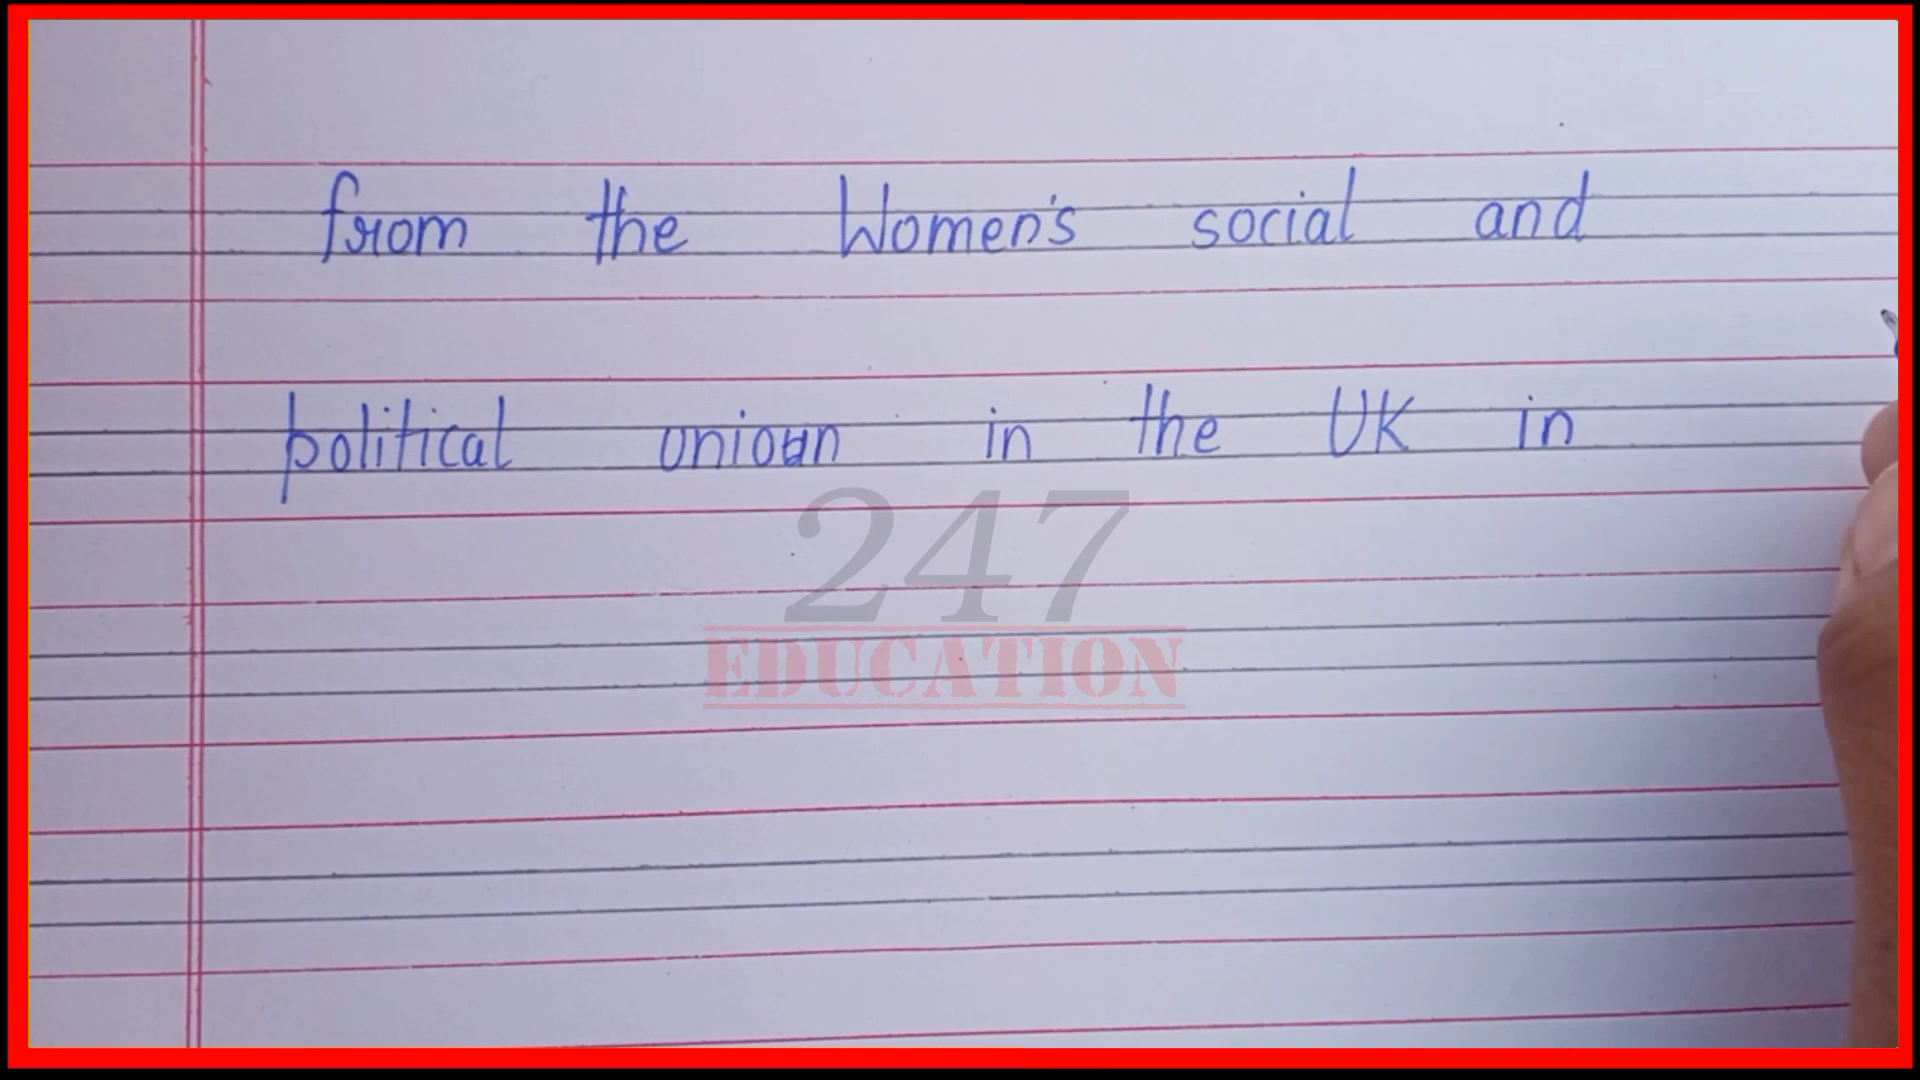 from the Women's social and
political unioun in the UK in
247
EDUCATION